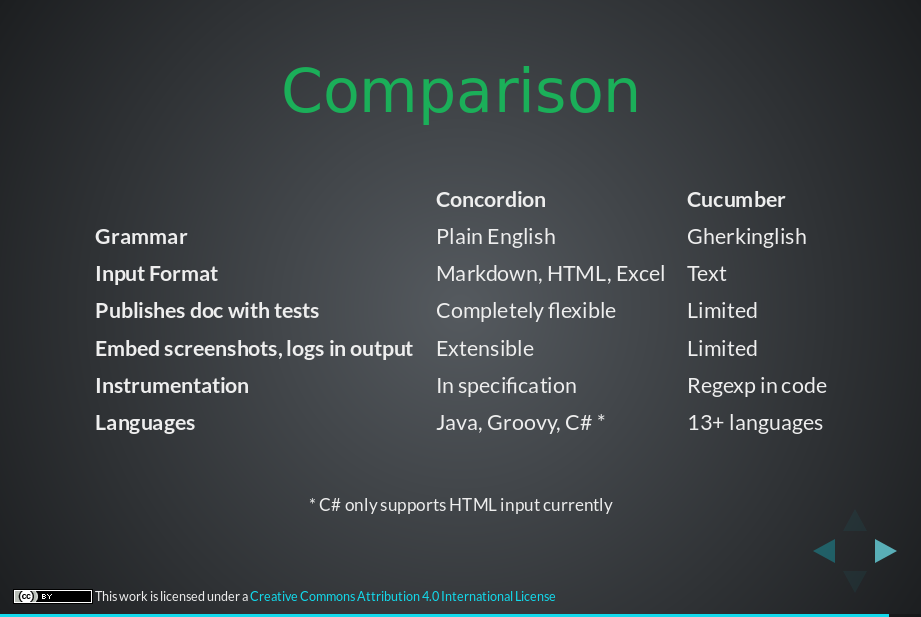 Comparison
Concordion Cucumber
Grammar Plain English Gherkinglish
Input Format Markdown, HTML, Excel Text
Publishes doc with tests Completely flexible Limited
Embed screenshots, logs in output Extensible Limited
Instrumentation In specification Regexp in code
Languages Java, Groovy, C# * 13+ languages
* C# only supports HTML input currently
cc BY This work is licensed under a Creative Commons Attribution 4.0 International License